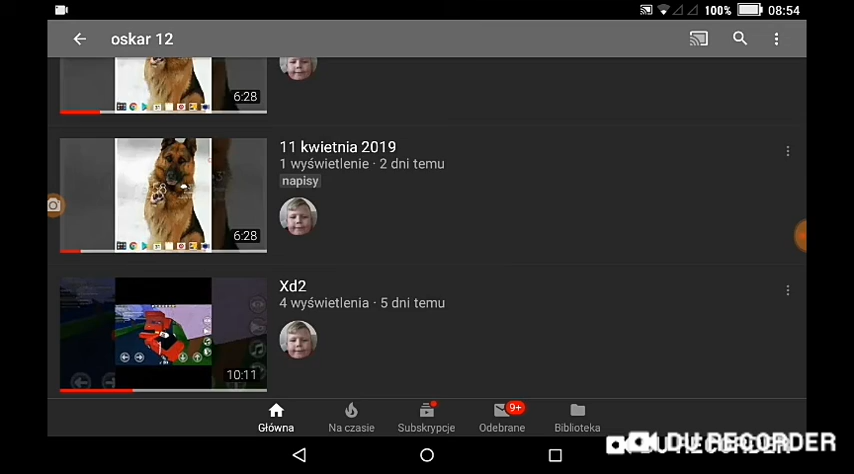 100% 08:54
oskar 12
6:28
11 kwietnia 2019
1 wyświetlenie · 2 dni temu
napisy
6:28
Xd2
4 wyświetlenia · 5 dni temu
10:11
9+
Główna Na czasie Subskrypcje Odebrane Biblioteka
DU RECORDER